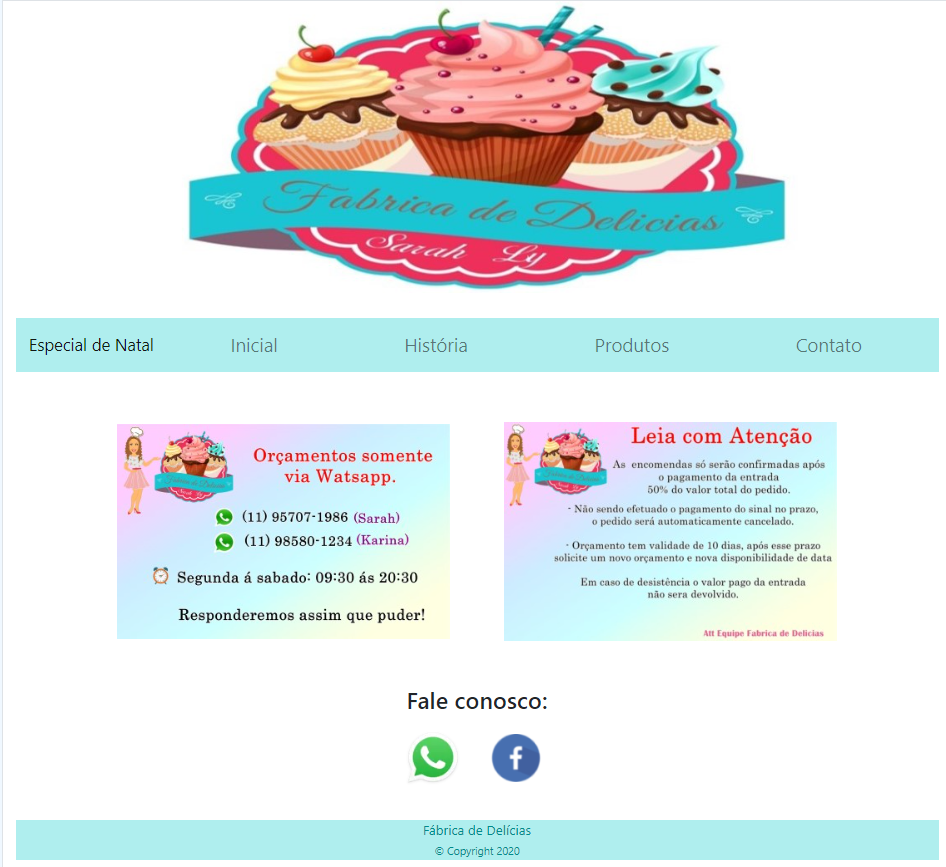 Fabrica de Delicias
Sarah Ly
Especial de Natal
Inicial
História
Produtos
Contato
Fabrica de Delicias
Orçamentos somente
via Watsapp.
(11) 95707-1986 (Sarah)
(11) 98580-1234 (Karina)
Segunda á sabado: 09:30 ás 20:30
Responderemos assim que puder!
Fabrica de Delicias
Leia com Atenção
As encomendas só serão confirmadas após
o pagamento da entrada
50% do valor total do pedido.
- Não sendo efetuado o pagamento do sinal no prazo,
o pedido será automaticamente cancelado.
- Orçamento tem validade de 10 dias, após esse prazo
solicite um novo orçamento e nova disponibilidade de data
Em caso de desistência o valor pago da entrada
não sera devolvido.
Att Equipe Fabrica de Delicias
Fale conosco:
Fábrica de Delícias
© Copyright 2020